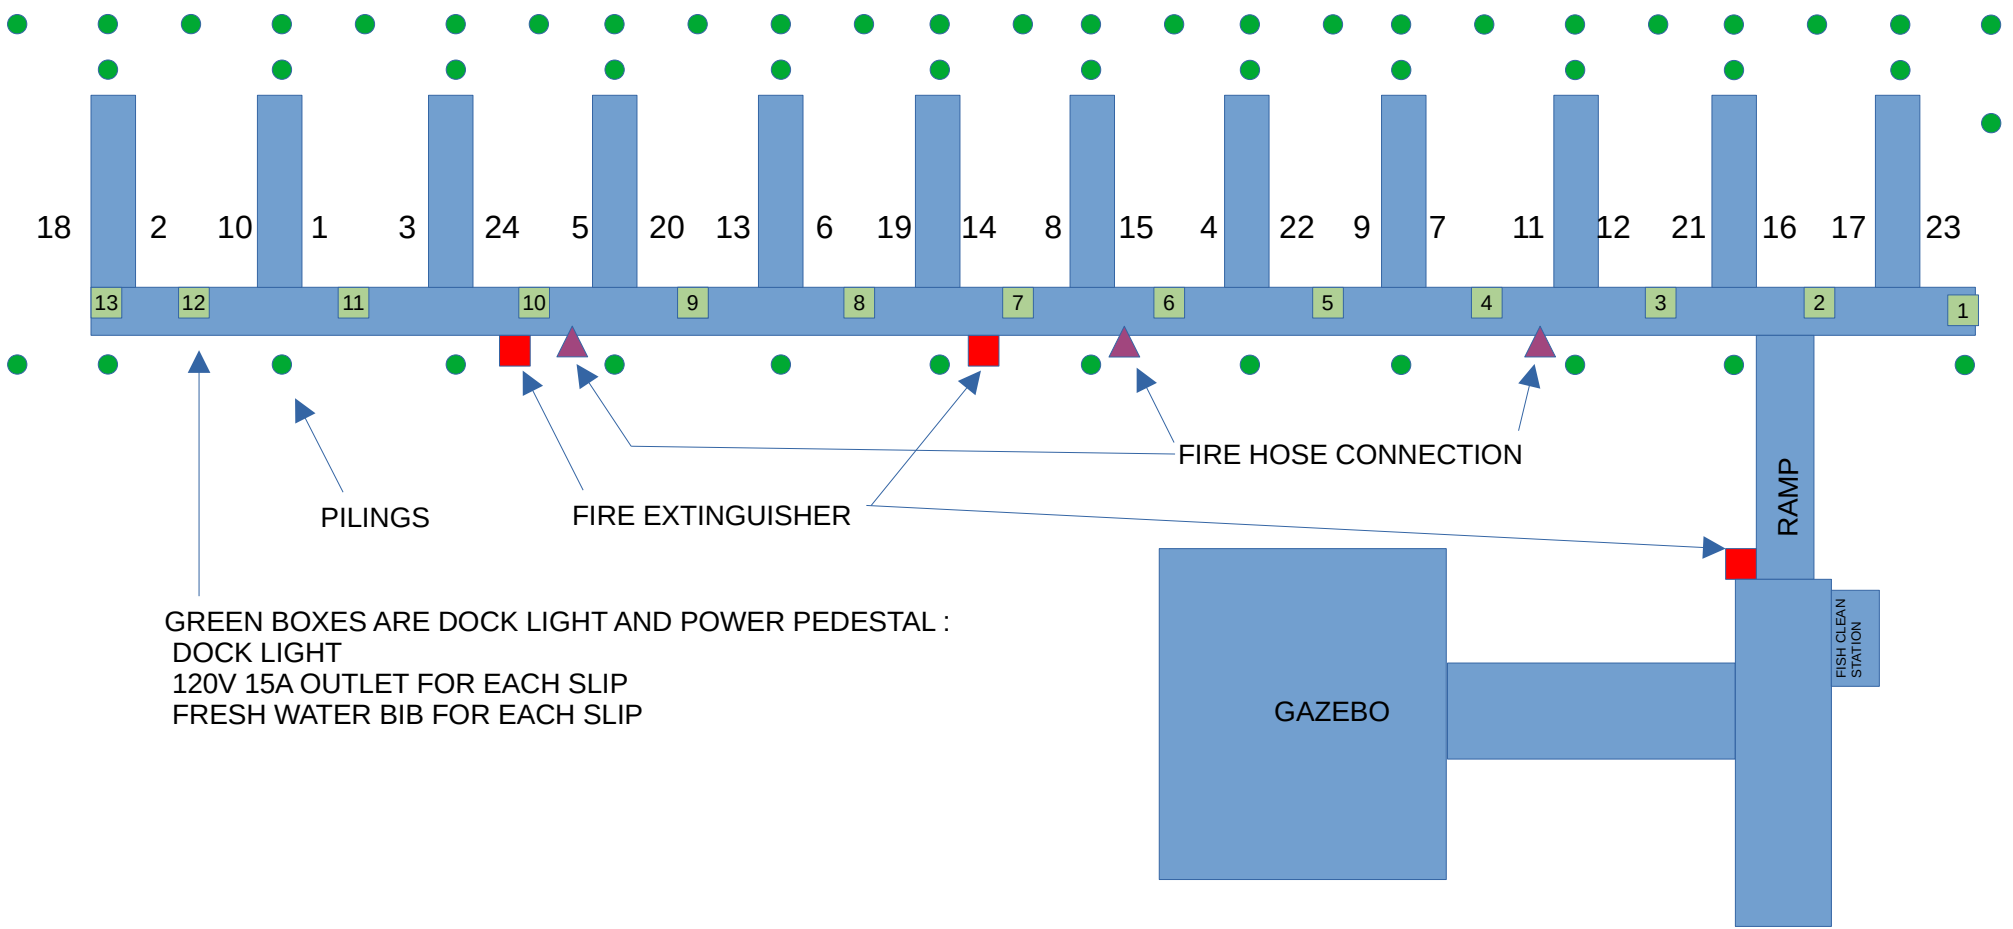 18 2 10 1 3 24 5 20 13 6 19 14 8 15 4 22 9 7 11 12 21 16 17 23
13 12 11 10 9 8 7 6 5 4 3 2 1
FIRE HOSE CONNECTION
PILINGS
FIRE EXTINGUISHER
RAMP
GREEN BOXES ARE DOCK LIGHT AND POWER PEDESTAL :
DOCK LIGHT
120V 15A OUTLET FOR EACH SLIP
FRESH WATER BIB FOR EACH SLIP
FISH CLEAN
STATION
GAZEBO